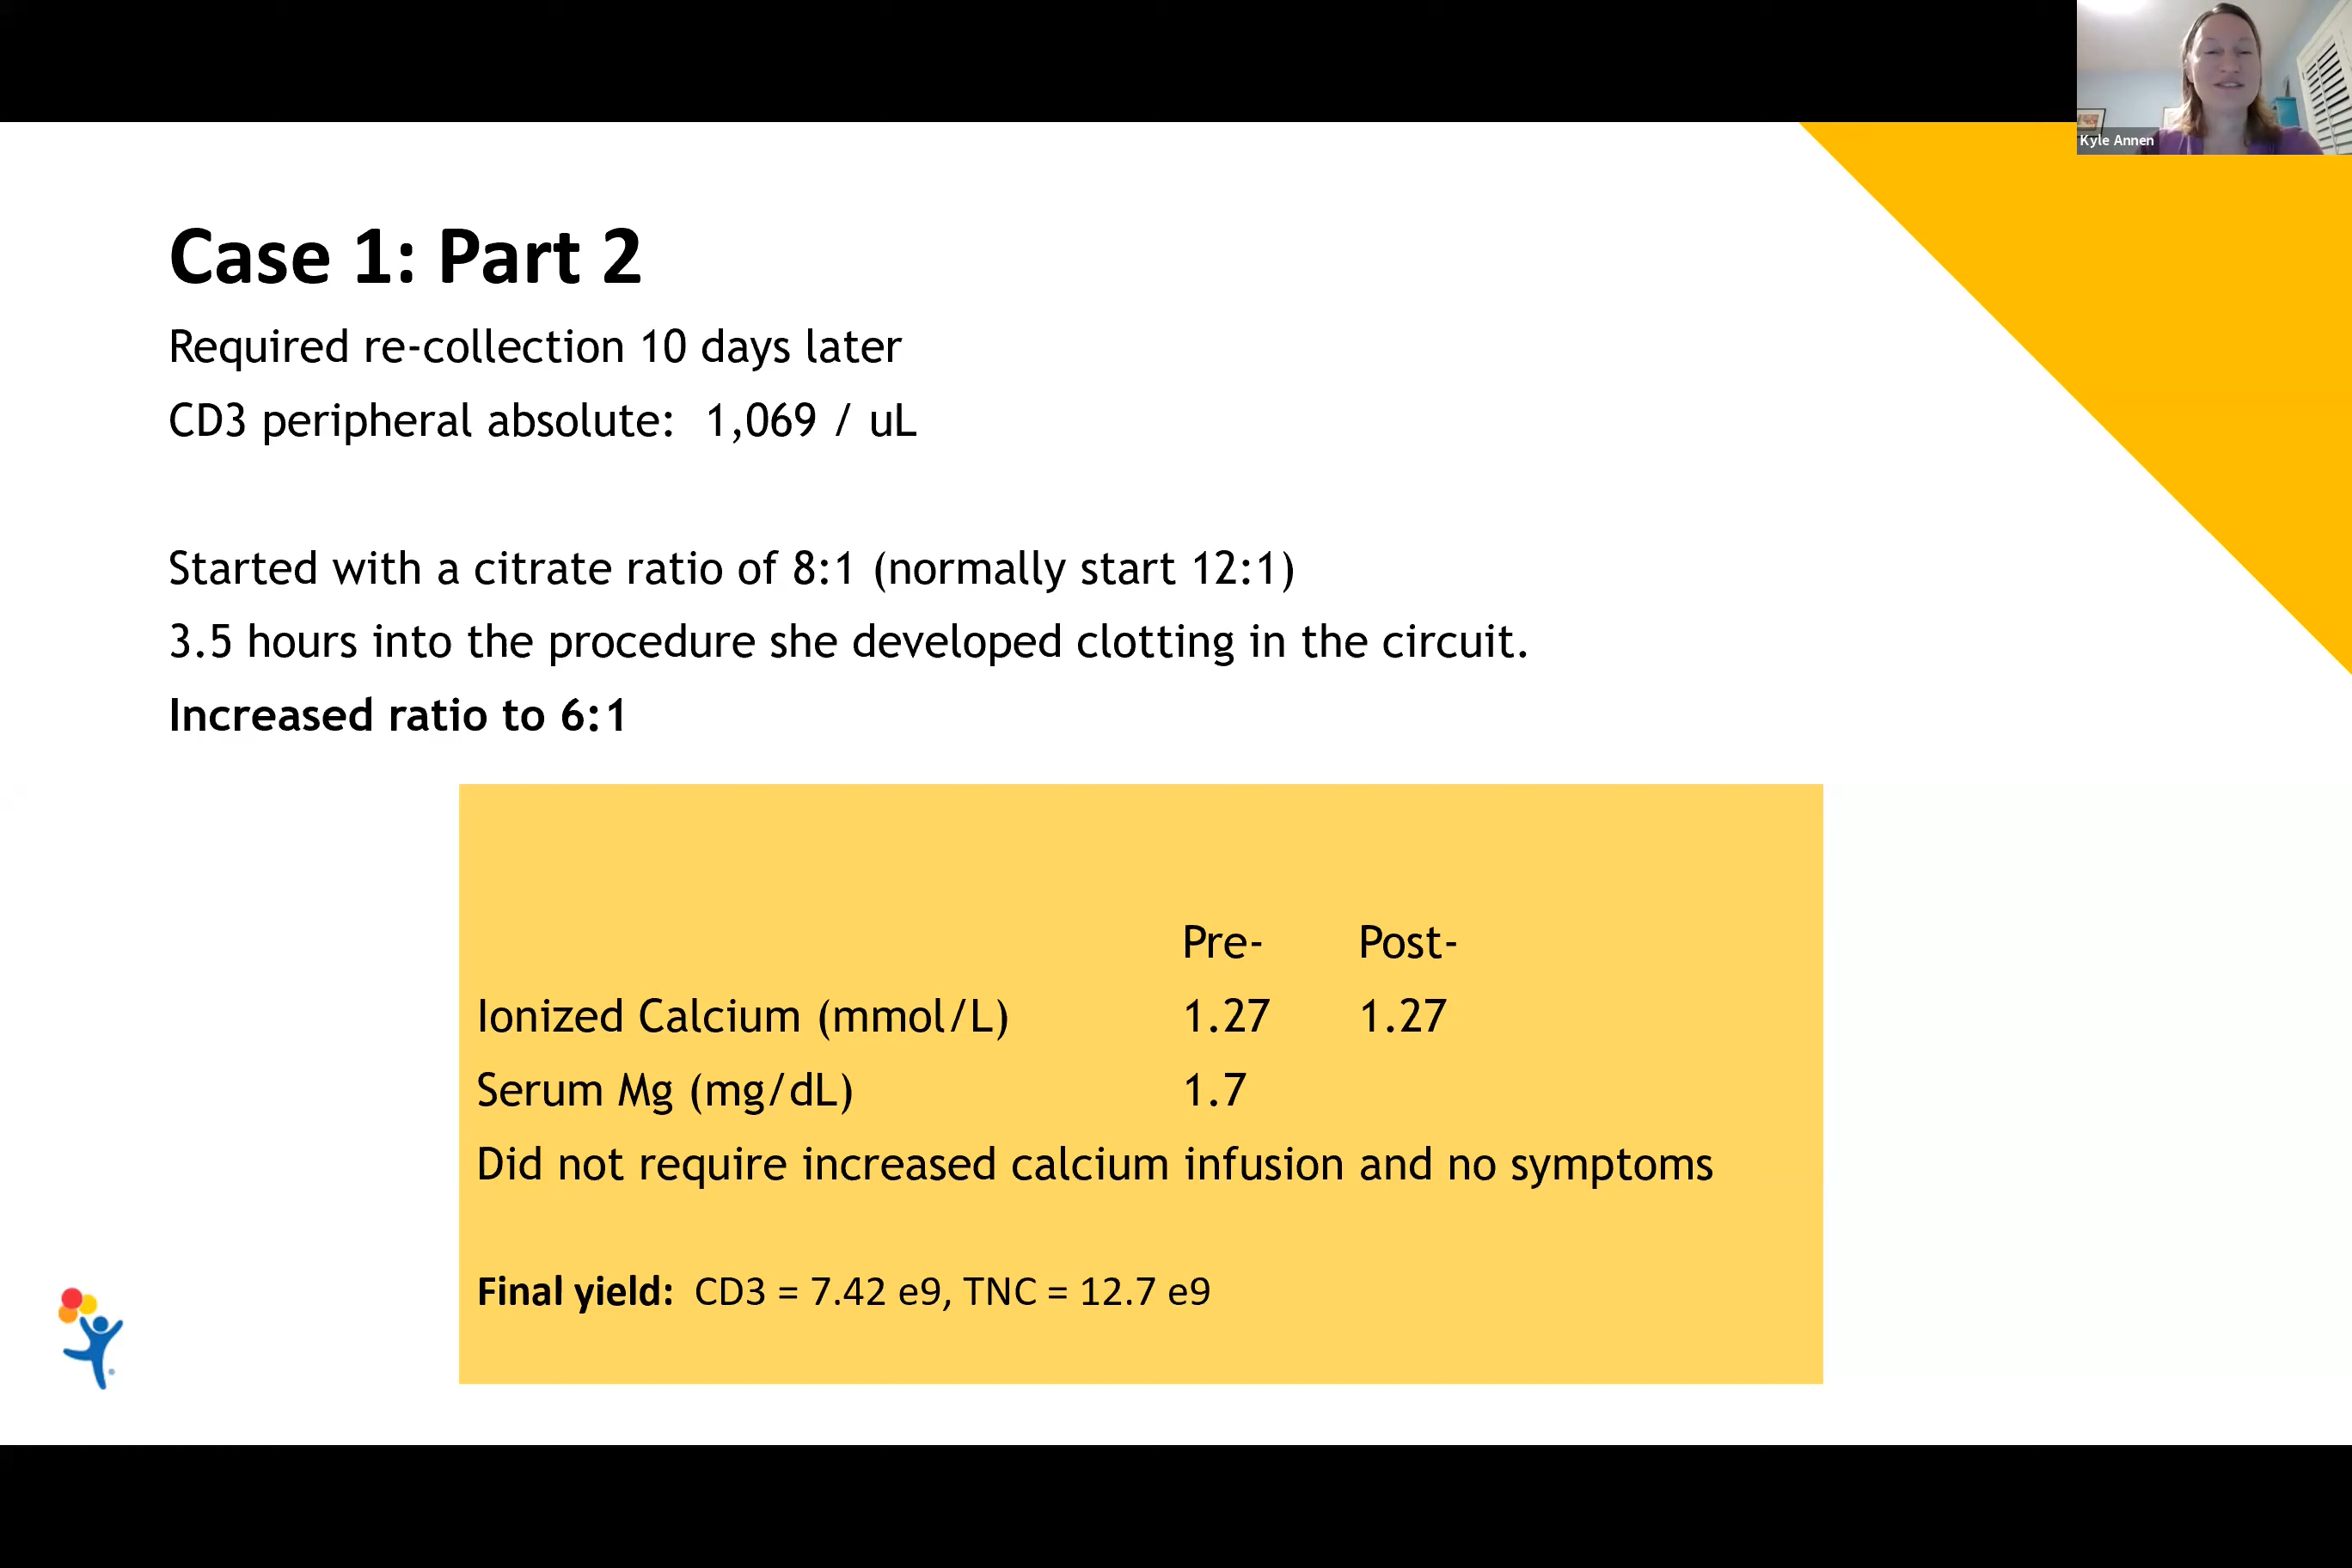 Kyle Annen
Case 1: Part 2
Required re-collection 10 days later
CD3 peripheral absolute: 1,069 / uL
Started with a citrate ratio of 8:1 (normally start 12:1)
3.5 hours into the procedure she developed clotting in the circuit.
Increased ratio to 6:1
Pre- Post-
Ionized Calcium (mmol/L) 1.27 1.27
Serum Mg (mg/dL) 1.7
Did not require increased calcium infusion and no symptoms
Final yield: CD3 = 7.42 e9, TNC = 12.7 e9